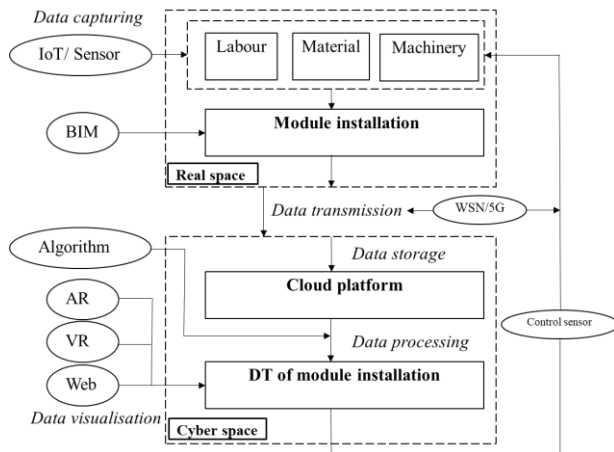 Data capturing
IoT/ Sensor
Labour
Material
Machinery
BIM
Module installation
Real space
Data transmission
WSN/5G
Algorithm
Data storage
Cloud platform
AR
VR
Web
Control sensor
Data processing
DT of module installation
Data visualisation
Cyber space